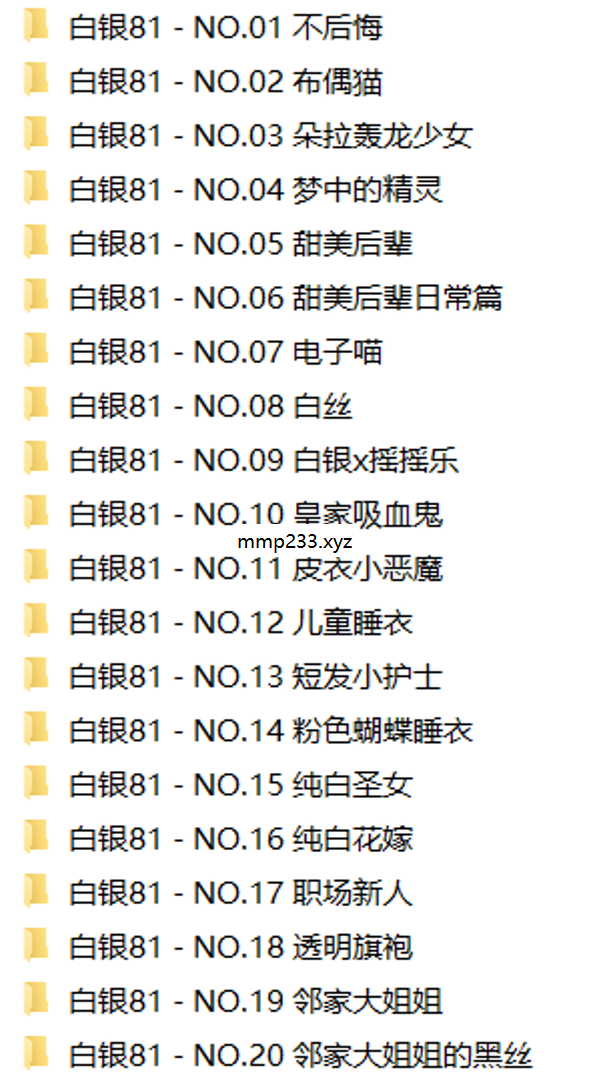 白银81 - NO.01 不后悔
白银81 - NO.02 布偶猫
白银81 - NO.03 朵拉轰龙少女
白银81 - NO.04 梦中的精灵
白银81 - NO.05 甜美后辈
白银81 - NO.06 甜美后辈日常篇
白银81 - NO.07 电子喵
白银81 - NO.08 白丝
白银81 - NO.09 白银x摇摇乐
白银81 - NO.10 皇家吸血鬼
mmp233.xyz
白银81 - NO.11 皮衣小恶魔
白银81 - NO.12 儿童睡衣
白银81 - NO.13 短发小护士
白银81 - NO.14 粉色蝴蝶睡衣
白银81 - NO.15 纯白圣女
白银81 - NO.16 纯白花嫁
白银81 - NO.17 职场新人
白银81 - NO.18 透明旗袍
白银81 - NO.19 邻家大姐姐
白银81 - NO.20 邻家大姐姐的黑丝